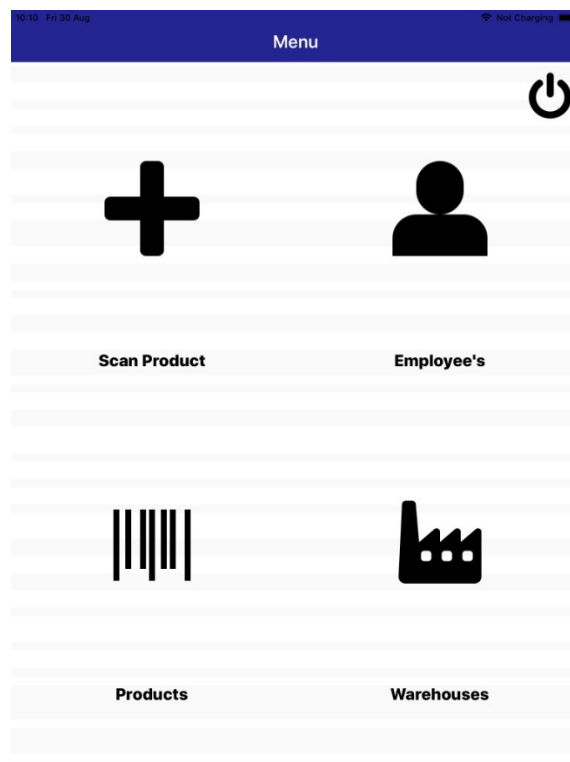 10:10 Fri 30 Aug
Not Charging
Menu
Scan Product
Employee's
Products
Warehouses